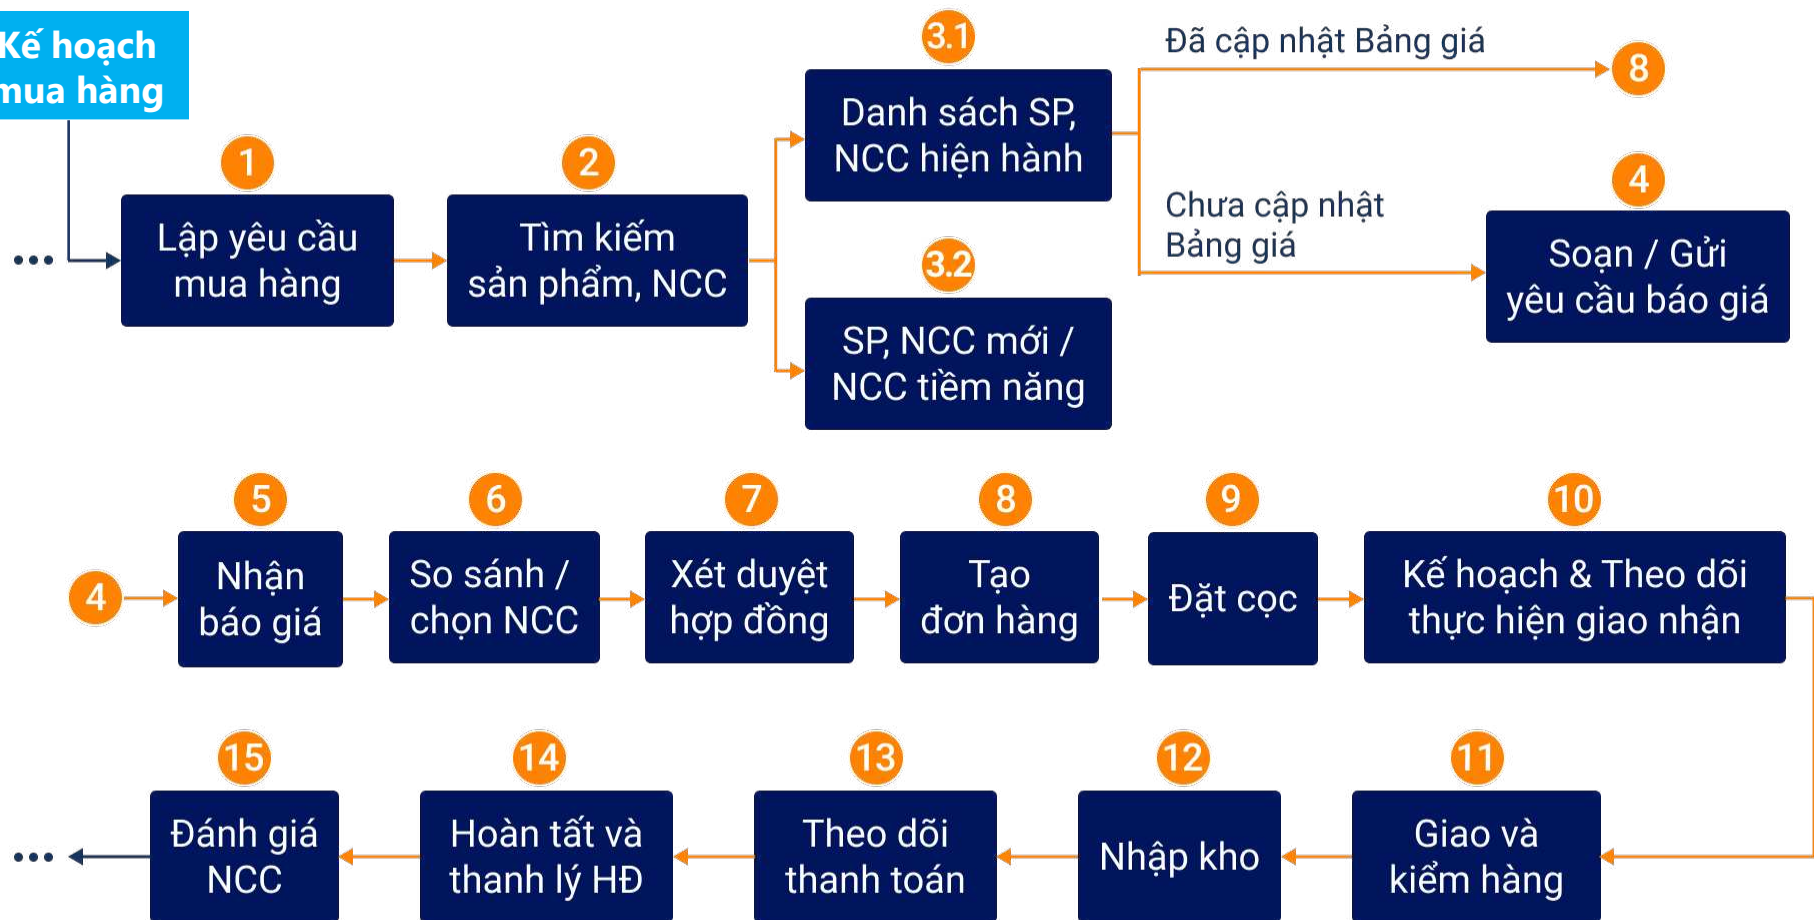 Kế hoạch
mua hàng
3.1
Đã cập nhật Bảng giá
8
Danh sách SP,
NCC hiện hành
1
2
4
Lập yêu cầu
mua hàng
Tìm kiếm
sản phẩm, NCC
Chưa cập nhật
Bảng giá
Soạn / Gửi
yêu cầu báo giá
3.2
SP, NCC mới /
NCC tiềm năng
5
6
7
8
9
10
4
Nhận
báo giá
So sánh /
chọn NCC
Xét duyệt
hợp đồng
Tạo
đơn hàng
Đặt cọc
Kế hoạch & Theo dõi
thực hiện giao nhận
15
14
13
12
11
Đánh giá
NCC
Hoàn tất và
thanh lý HĐ
Theo dõi
thanh toán
Nhập kho
Giao và
kiểm hàng